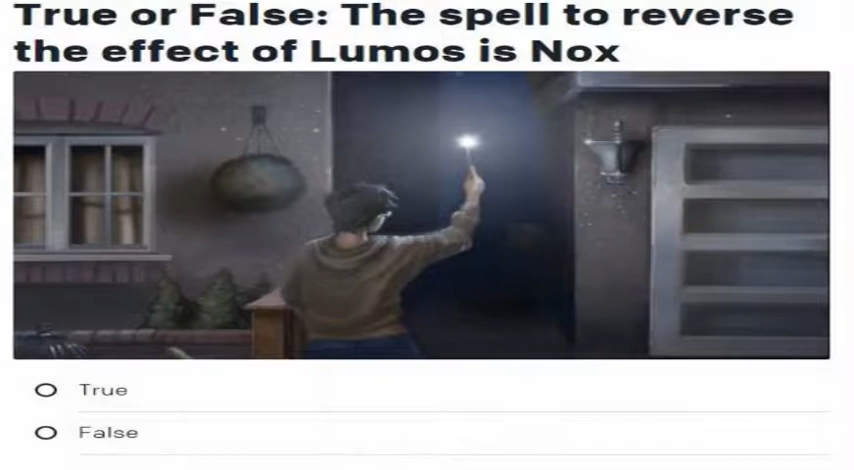 True or False: The spell to reverse
the effect of Lumos is Nox
True
False